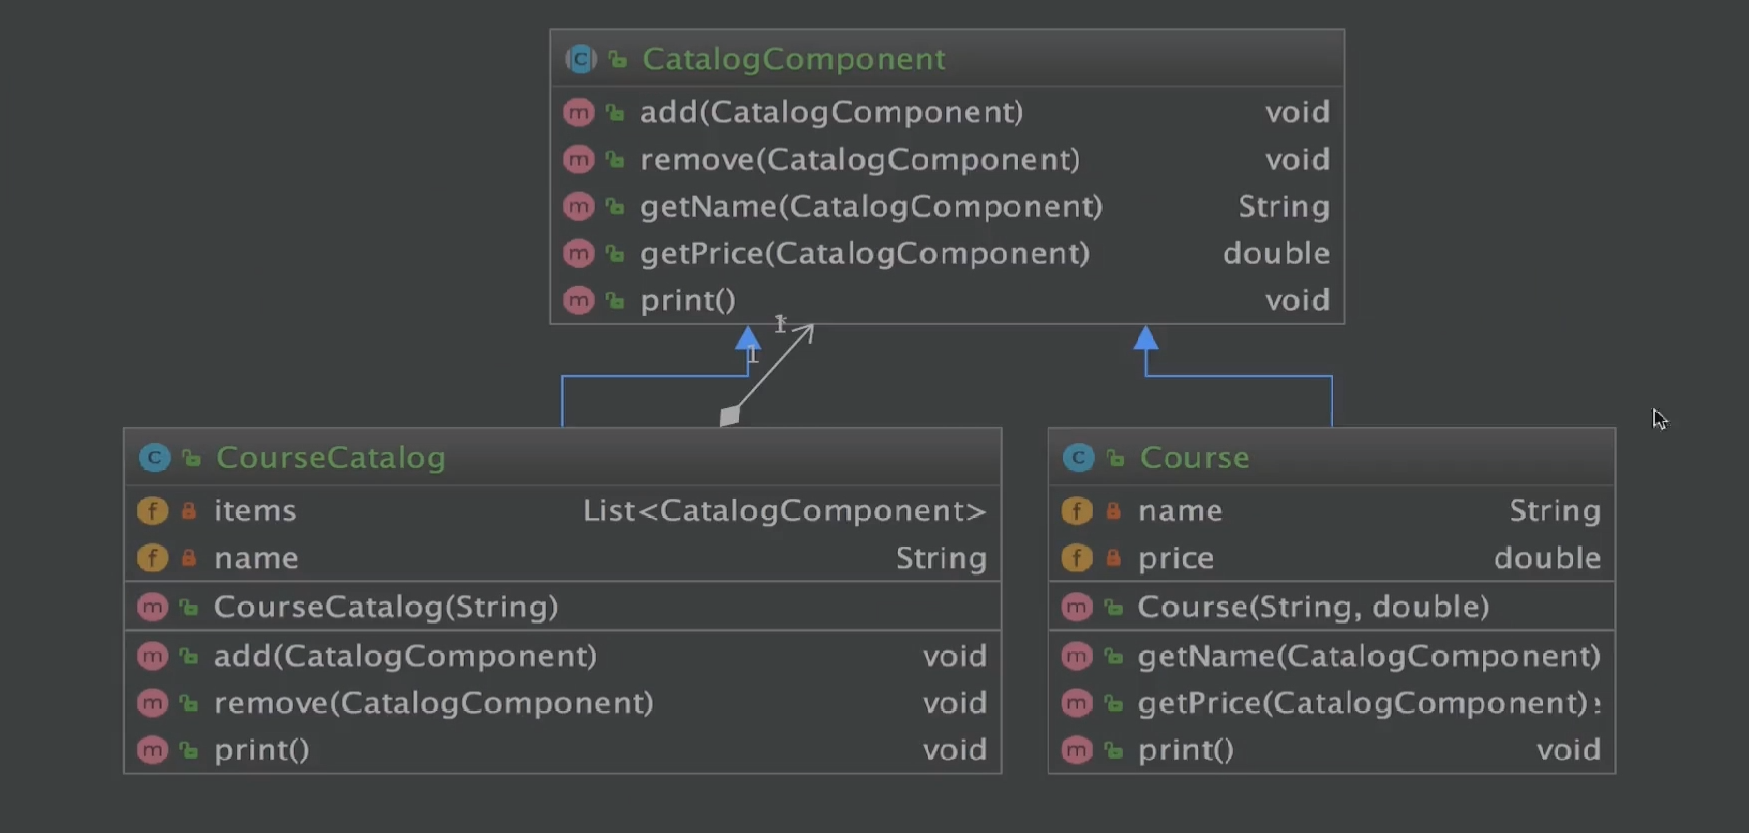 C CatalogComponent
m add(CatalogComponent) void
m remove(CatalogComponent) void
m getName(CatalogComponent) String
m getPrice(CatalogComponent) double
m print() void
1
C CourseCatalog
f items List<CatalogComponent>
f name String
m CourseCatalog(String)
m add(CatalogComponent) void
m remove(CatalogComponent) void
m print() void
C Course
f name String
f price double
m Course(String, double)
m getName(CatalogComponent)
m getPrice(CatalogComponent)
m print() void